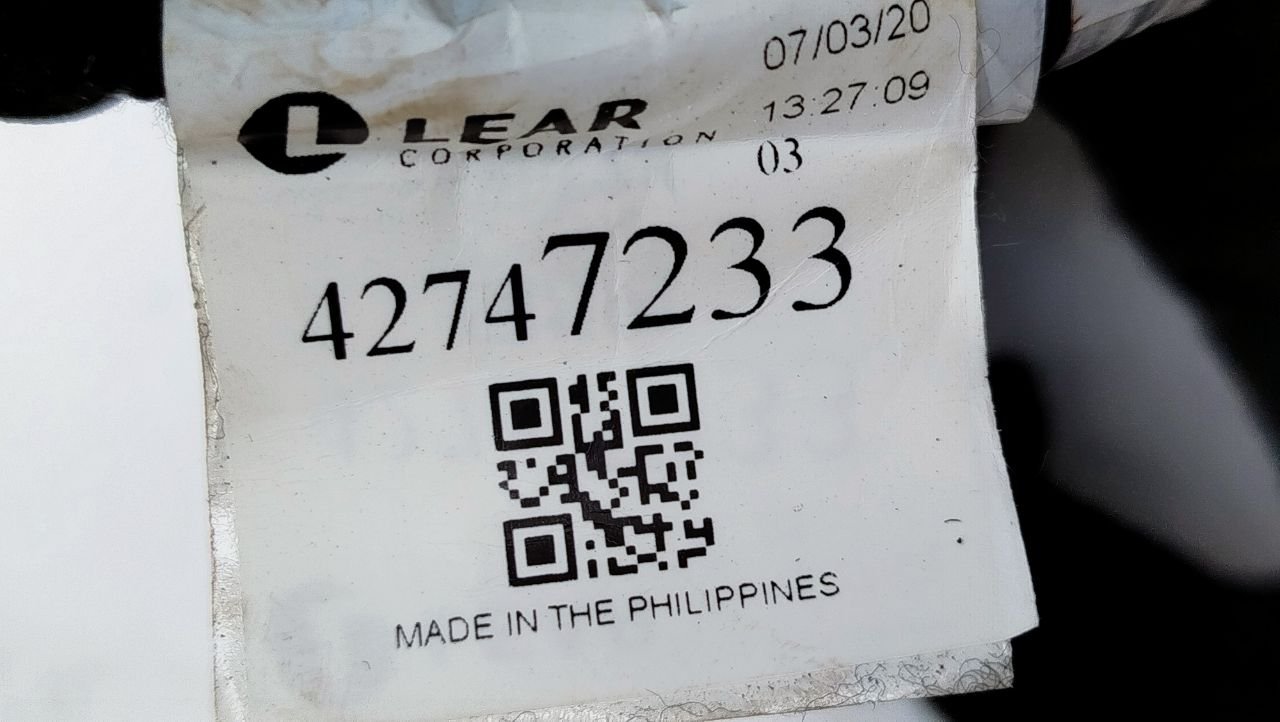 07/03/20
13:27:09
LEAR
CORPORATION
03
42747233
MADE IN THE PHILIPPINES